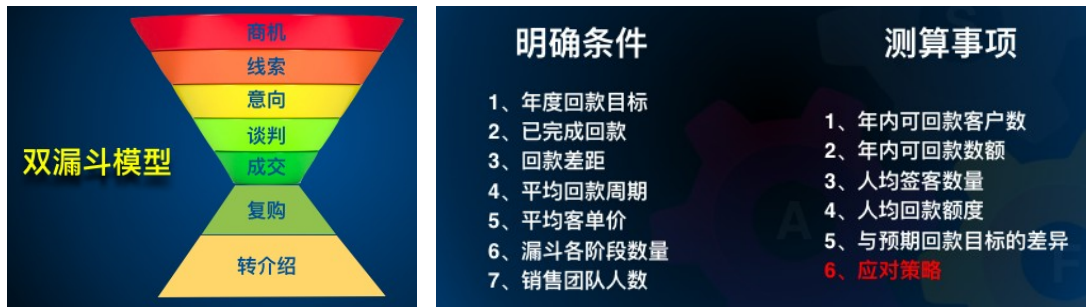 双漏斗模型
商机
线索
意向
谈判
成交
复购
转介绍
明确条件
1、年度回款目标
2、已完成回款
3、回款差距
4、平均回款周期
5、平均客单价
6、漏斗各阶段数量
7、销售团队人数
测算事项
1、年内可回款客户数
2、年内可回款数额
3、人均签客数量
4、人均回款额度
5、与预期回款目标的差异
6、应对策略